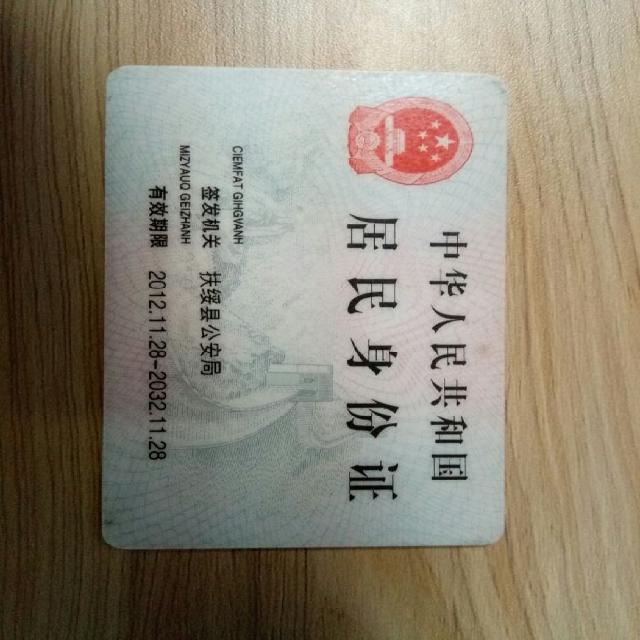 中华人民共和国
居民身份证
CIEMFAT GINGVANH
签发机关 扶绥县公安局
MIZYAUQ GEIZHANH
有效期限 2012.11.28-2032.11.28